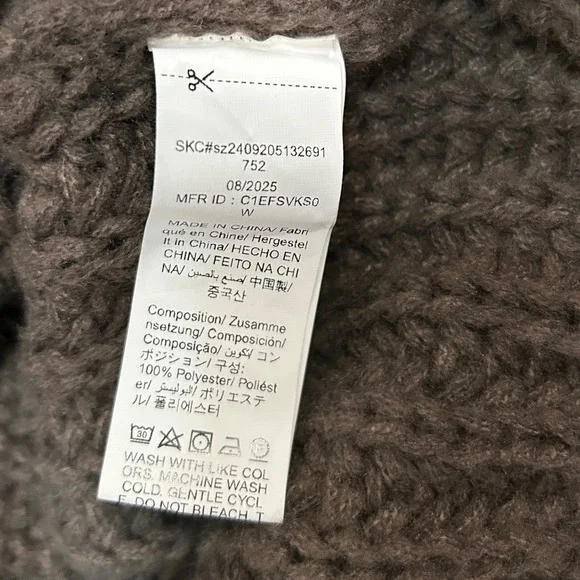 SKC#sz2409205132691
752
08/2025
MFR ID : C1EFSVKS0
W
MADE IN CHINA/ Fabri
qué en Chine/ Hergestel
lt in China/ HECHO EN
CHINA/ FEITO NA CHI
NA/ صنع بالصين/ 中国製/
중국산
Composition/ Zusamme
nsetzung/ Composición/
Composição/ تكوين/ コン
ポジション/ 구성:
100% Polyester/ Poliést
er/ البوليستر/ ポリエステ
ル/ 폴리에스터
30
WASH WITH LIKE COL
ORS. MACHINE WASH
COLD. GENTLE CYCL
E. DO NOT BLEACH. T